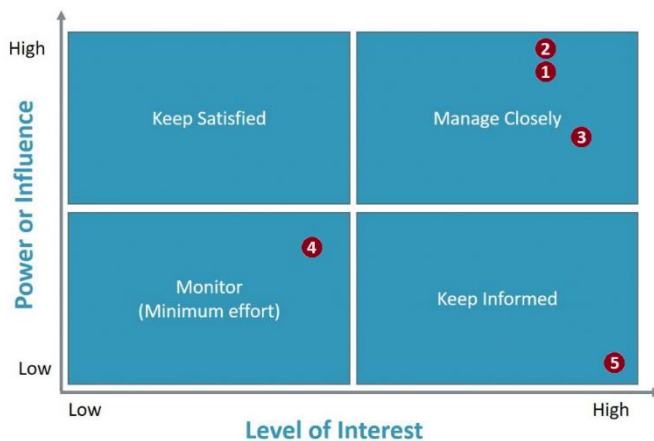 High
Power or Influence
Low
Keep Satisfied
Manage Closely
2
1
3
Monitor
(Minimum effort)
4
Keep Informed
5
Low
Level of Interest
High